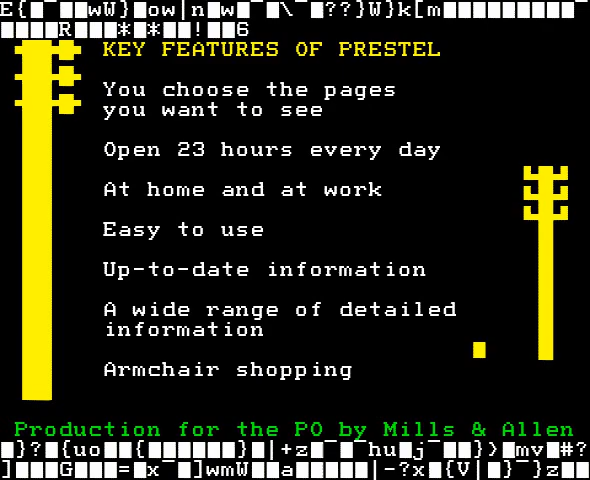 KEY FEATURES OF PRESTEL
You choose the pages
you want to see
Open 23 hours every day
At home and at work
Easy to use
Up-to-date information
A wide range of detailed
information
Armchair shopping
Production for the PO by Mills & Allen